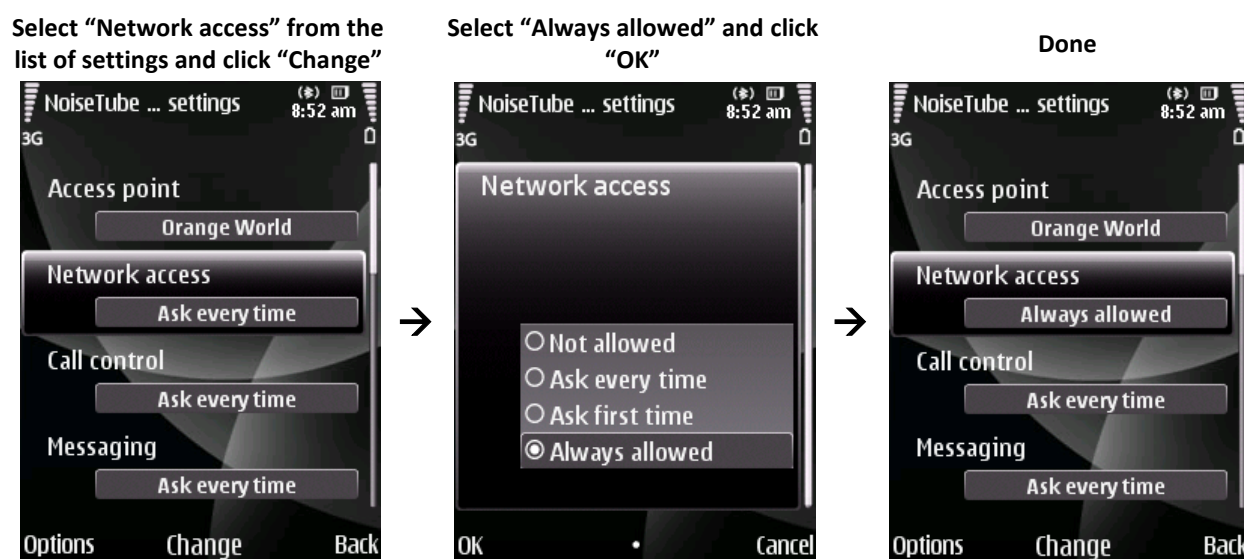 Select “Network access” from the
list of settings and click “Change”
NoiseTube ... settings
8:52 am
3G
Access point
Orange World
Network access
Ask every time
Call control
Ask every time
Messaging
Ask every time
Options Change Back
→
Select “Always allowed” and click
“OK”
NoiseTube ... settings
8:52 am
3G
Network access
Not allowed
Ask every time
Ask first time
Always allowed
OK Cancel
→
Done
NoiseTube ... settings
8:52 am
3G
Access point
Orange World
Network access
Always allowed
Call control
Ask every time
Messaging
Ask every time
Options Change Back